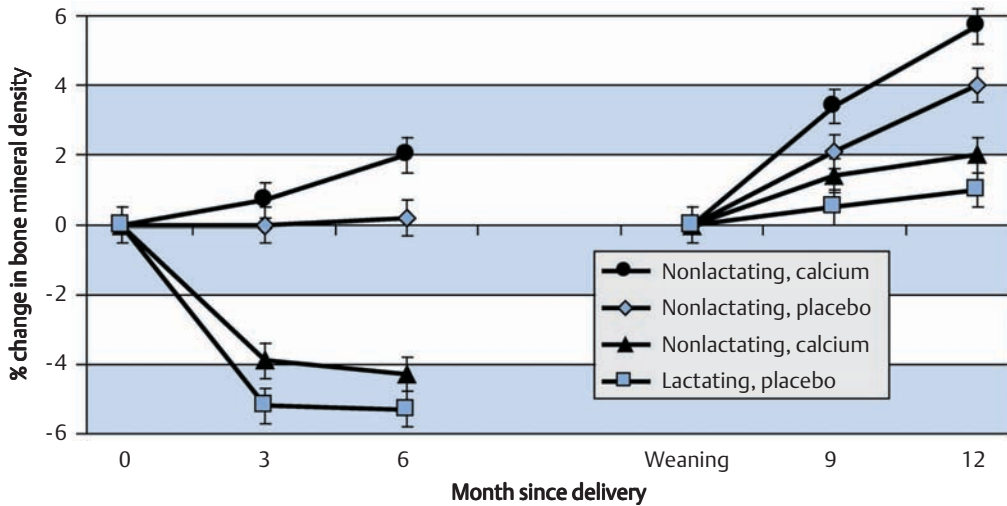 % change in bone mineral density
6
4
2
0
-2
-4
-6
Nonlactating, calcium
Nonlactating, placebo
Nonlactating, calcium
Lactating, placebo
0 3 6 Weaning 9 12
Month since delivery